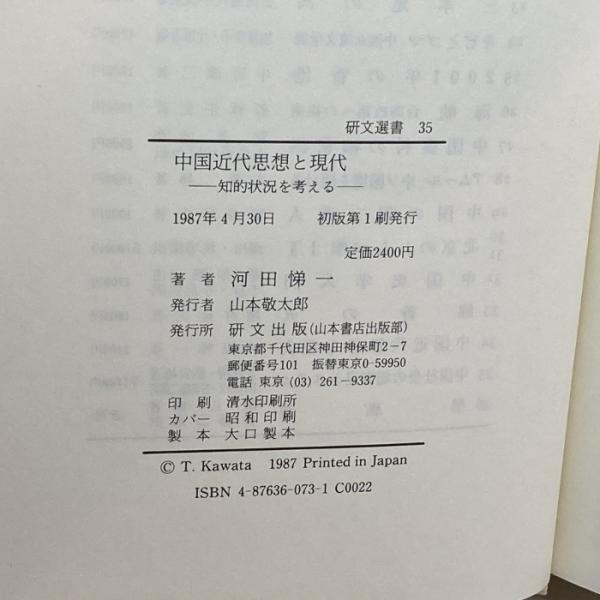 研文選書 35
中国近代思想と現代
——知的状況を考える——
1987年4月30日 初版第1刷発行
定価2400円
著者 河田悌一
発行者 山本敬太郎
発行所 研文出版(山本書店出版部)
東京都千代田区神田神保町2-7
郵便番号101 振替東京0-59950
電話 東京(03)261-9337
印刷 清水印刷所
カバー 昭和印刷
製本 大口製本
© T. Kawata 1987 Printed in Japan
ISBN 4-87636-073-1 C0022